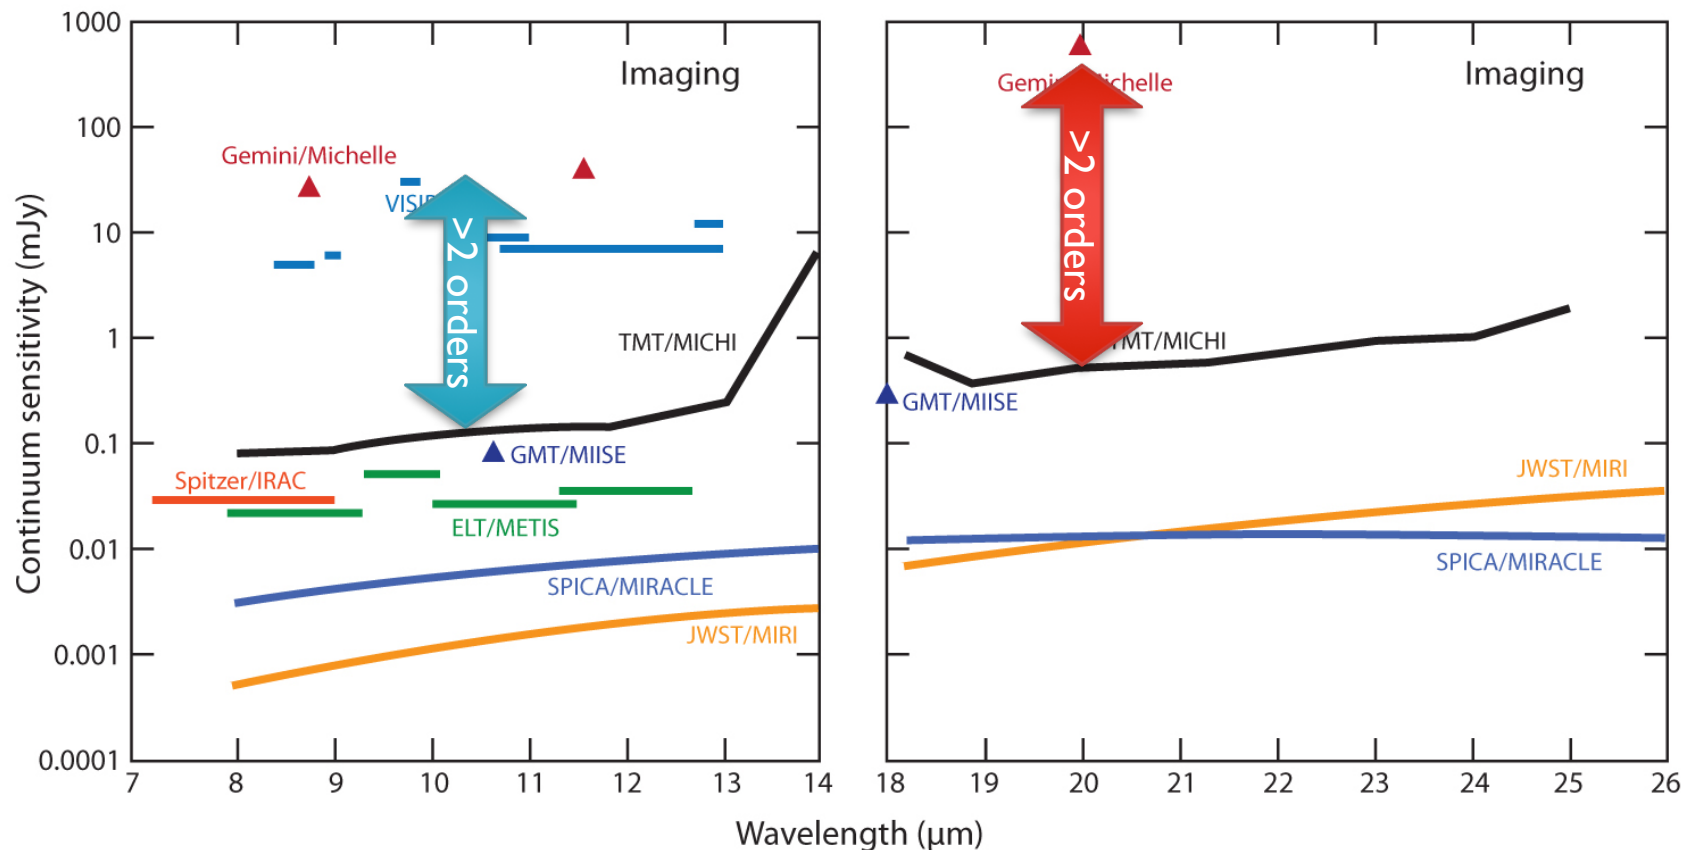 Continuum sensitivity (mJy)
1000
100
10
1
0.1
0.01
0.001
0.0001
Imaging
Gemini/Michelle
>2 orders
TMT/MICHI
GMT/MIISE
Spitzer/IRAC
ELT/METIS
SPICA/MIRACLE
JWST/MIRI
7 8 9 10 11 12 13 14
Imaging
>2 orders
TMT/MICHI
GMT/MIISE
JWST/MIRI
SPICA/MIRACLE
18 19 20 21 22 23 24 25 26
Wavelength (µm)